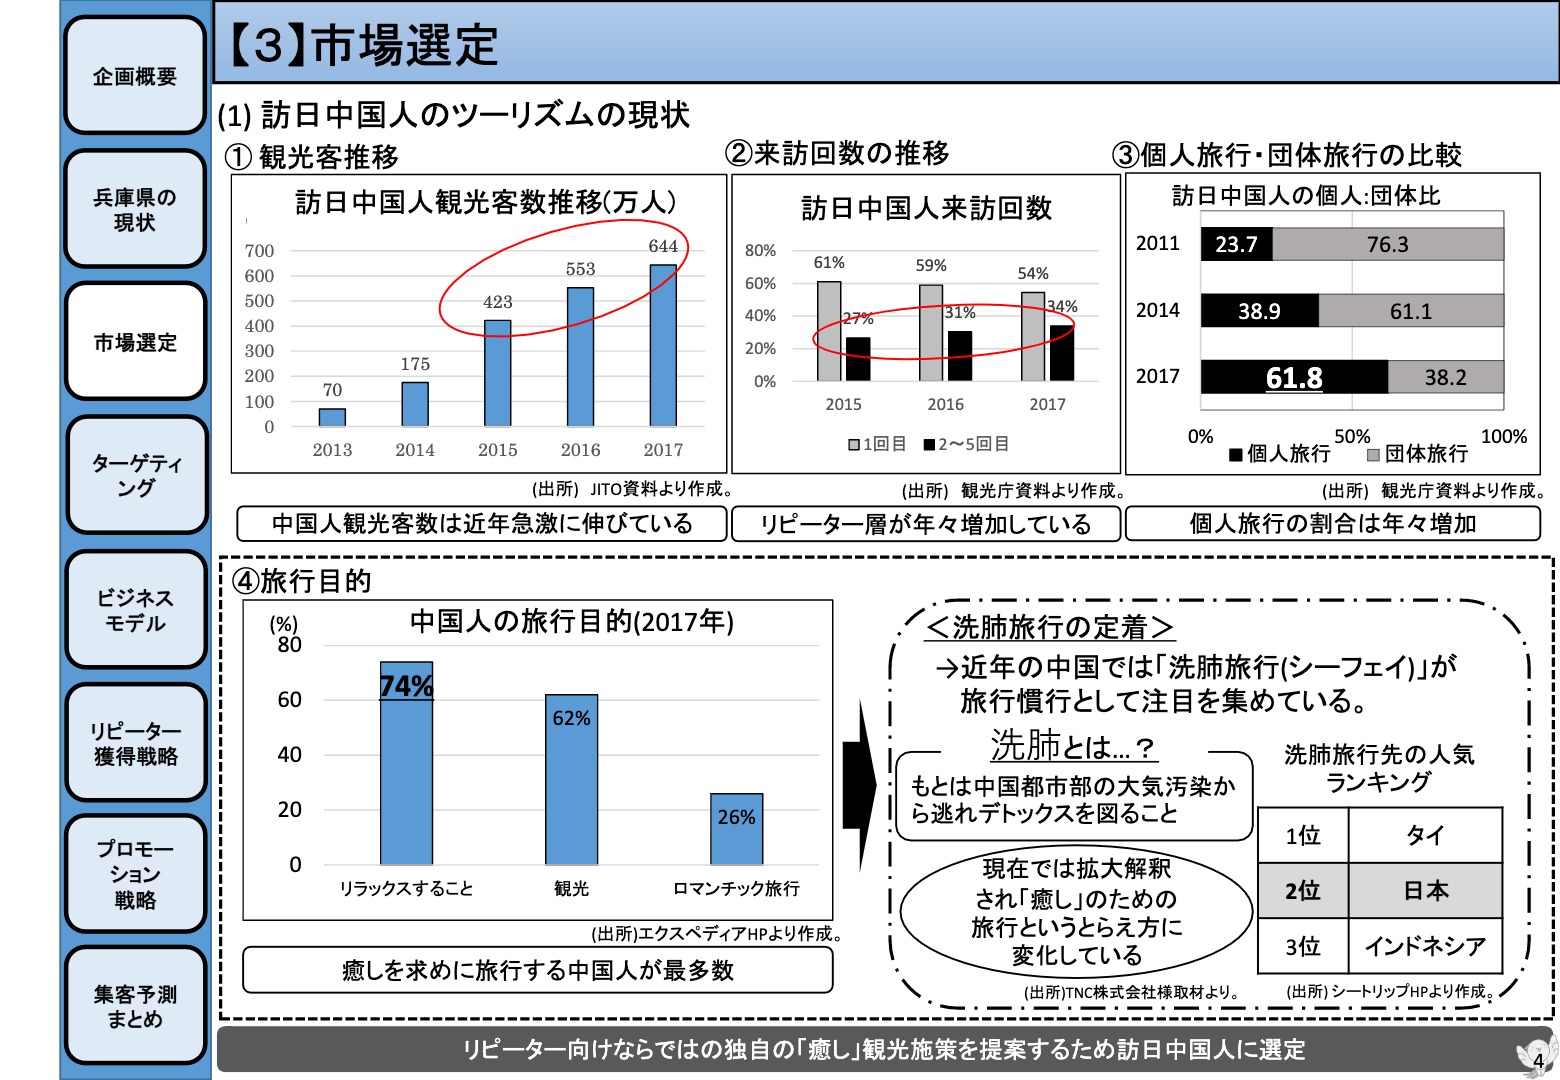 【３】市場選定
企画概要
兵庫県の
現状
市場選定
ターゲティ
ング
ビジネス
モデル
リピーター
獲得戦略
プロモー
ション
戦略
集客予測
まとめ
(1) 訪日中国人のツーリズムの現状
① 観光客推移
訪日中国人観光客数推移(万人)
700
600
500
400
300
200
100
0
70
175
423
553
644
2013 2014 2015 2016 2017
(出所) JITO資料より作成。
中国人観光客数は近年急激に伸びている
②来訪回数の推移
訪日中国人来訪回数
80%
60%
40%
20%
0%
61% 59% 54%
27% 31% 34%
2015 2016 2017
1回目 2～5回目
(出所) 観光庁資料より作成。
リピーター層が年々増加している
③個人旅行・団体旅行の比較
訪日中国人の個人:団体比
2011 23.7 76.3
2014 38.9 61.1
2017 61.8 38.2
0% 50% 100%
個人旅行 団体旅行
(出所) 観光庁資料より作成。
個人旅行の割合は年々増加
④旅行目的
中国人の旅行目的(2017年)
(%)
80
60
40
20
0
74%
62%
26%
リラックスすること 観光 ロマンチック旅行
(出所)エクスペディアHPより作成。
癒しを求めに旅行する中国人が最多数
＜洗肺旅行の定着＞
→近年の中国では「洗肺旅行(シーフェイ)」が
旅行慣行として注目を集めている。
洗肺とは…？
もとは中国都市部の大気汚染か
ら逃れデトックスを図ること
現在では拡大解釈
され「癒し」のための
旅行というとらえ方に
変化している
(出所)TNC株式会社様取材より。
洗肺旅行先の人気
ランキング
1位 タイ
2位 日本
3位 インドネシア
(出所) シートリップHPより作成。
リピーター向けならではの独自の「癒し」観光施策を提案するため訪日中国人に選定
4